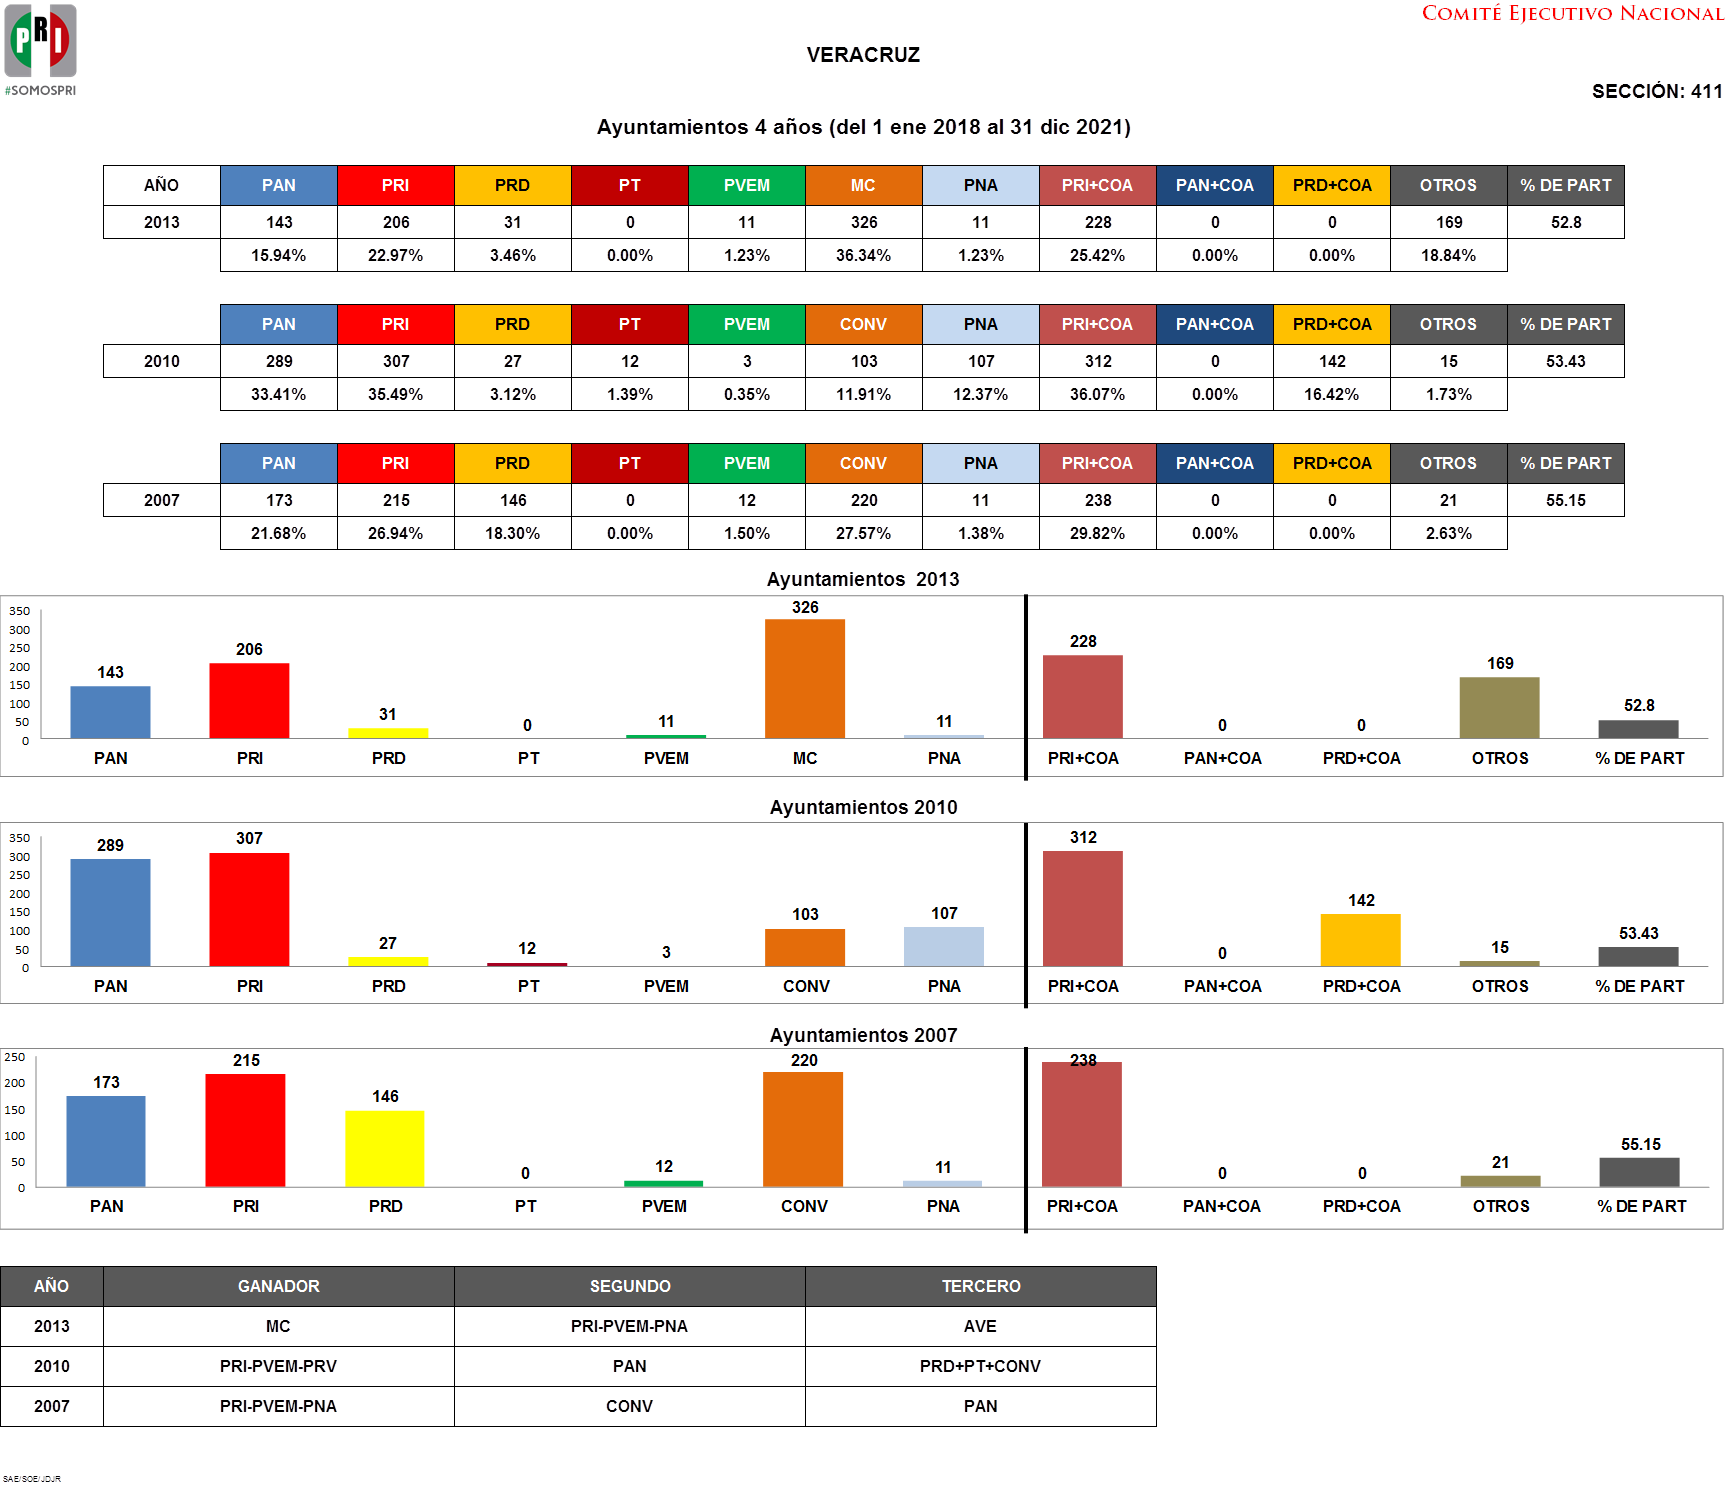 PRI
#SOMOSPRI
COMITÉ EJECUTIVO NACIONAL
VERACRUZ
SECCIÓN: 411
Ayuntamientos 4 años (del 1 ene 2018 al 31 dic 2021)
AÑO PAN PRI PRD PT PVEM MC PNA PRI+COA PAN+COA PRD+COA OTROS % DE PART
2013 143 206 31 0 11 326 11 228 0 0 169 52.8
15.94% 22.97% 3.46% 0.00% 1.23% 36.34% 1.23% 25.42% 0.00% 0.00% 18.84%
PAN PRI PRD PT PVEM CONV PNA PRI+COA PAN+COA PRD+COA OTROS % DE PART
2010 289 307 27 12 3 103 107 312 0 142 15 53.43
33.41% 35.49% 3.12% 1.39% 0.35% 11.91% 12.37% 36.07% 0.00% 16.42% 1.73%
PAN PRI PRD PT PVEM CONV PNA PRI+COA PAN+COA PRD+COA OTROS % DE PART
2007 173 215 146 0 12 220 11 238 0 0 21 55.15
21.68% 26.94% 18.30% 0.00% 1.50% 27.57% 1.38% 29.82% 0.00% 0.00% 2.63%
Ayuntamientos 2013
350
300
250
200
150
100
50
0
143 206 31 0 11 326 11 228 0 0 169 52.8
PAN PRI PRD PT PVEM MC PNA PRI+COA PAN+COA PRD+COA OTROS % DE PART
Ayuntamientos 2010
350
300
250
200
150
100
50
0
289 307 27 12 3 103 107 312 0 142 15 53.43
PAN PRI PRD PT PVEM CONV PNA PRI+COA PAN+COA PRD+COA OTROS % DE PART
Ayuntamientos 2007
250
200
150
100
50
0
173 215 146 0 12 220 11 238 0 0 21 55.15
PAN PRI PRD PT PVEM CONV PNA PRI+COA PAN+COA PRD+COA OTROS % DE PART
AÑO GANADOR SEGUNDO TERCERO
2013 MC PRI-PVEM-PNA AVE
2010 PRI-PVEM-PRV PAN PRD+PT+CONV
2007 PRI-PVEM-PNA CONV PAN
SAE/SOE/JDJR